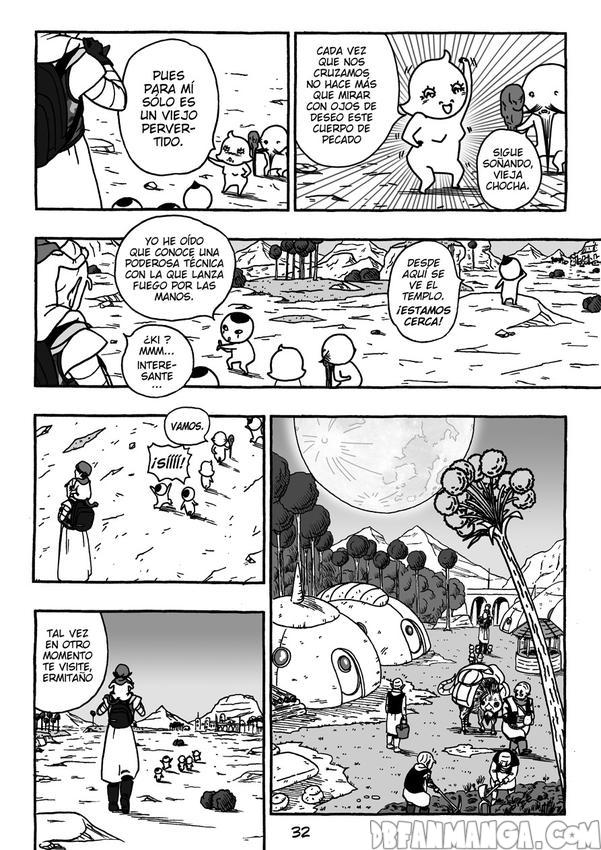 PUES
PARA MÍ
SÓLO ES
UN VIEJO
PERVER-
TIDO.
CADA VEZ
QUE NOS
CRUZAMOS
NO HACE MÁS
QUE MIRAR
CON OJOS DE
DESEO ESTE
CUERPO DE
PECADO
SIGUE
SOÑANDO,
VIEJA
CHOCHA.
YO HE OÍDO
QUE CONOCE UNA
PODEROSA TÉCNICA
CON LA QUE LANZA
FUEGO POR LAS
MANOS.
¿KI ?
MMM...
INTERE-
SANTE
...
DESDE
AQUÍ SE
VE EL
TEMPLO.
¡ESTAMOS
CERCA!
VAMOS.
¡SÍÍÍÍ!
TAL VEZ
EN OTRO
MOMENTO
TE VISITE,
ERMITAÑO
32
DBFANMANGA.COM